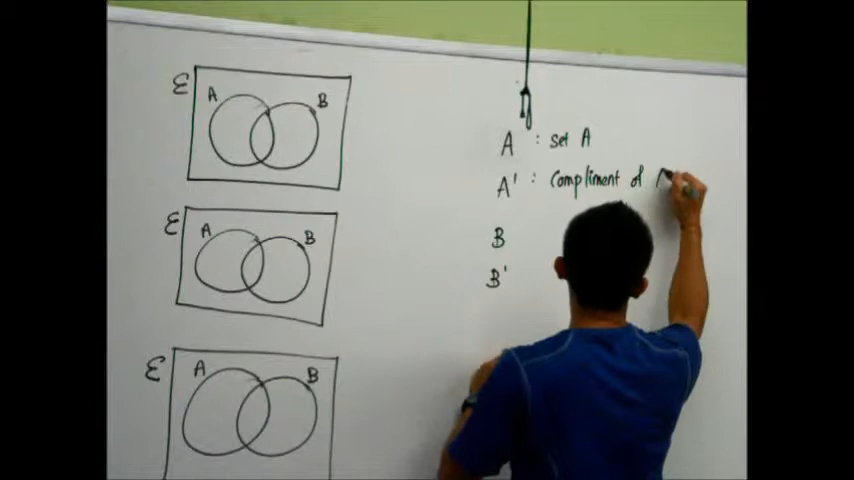 ε A B
ε A B
ε A B
A : set A
A' : Compliment of
B
B'